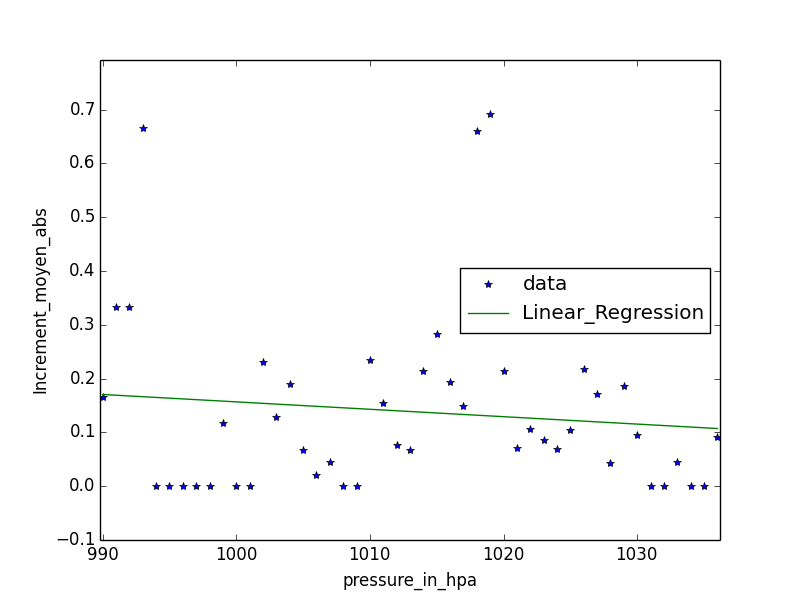 0.7
0.6
0.5
0.4
0.3
0.2
0.1
0.0
−0.1
Increment_moyen_abs
data
Linear_Regression
990 1000 1010 1020 1030
pressure_in_hpa